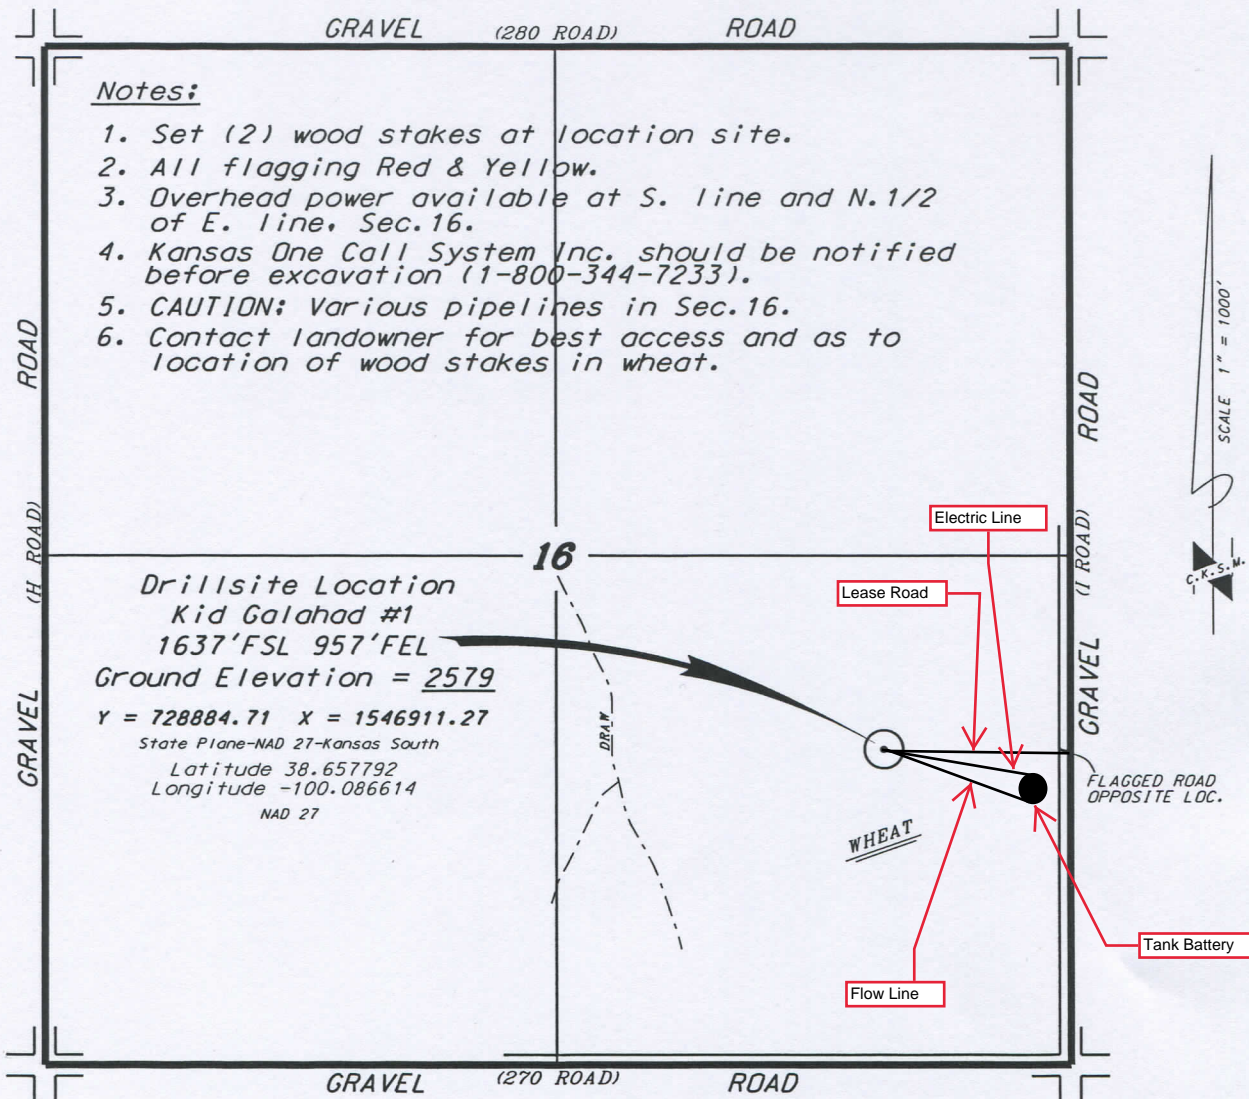 GRAVEL (280 ROAD) ROAD
Notes:
1. Set (2) wood stakes at location site.
2. All flagging Red & Yellow.
3. Overhead power available at S. line and N.1/2
of E. line, Sec.16.
4. Kansas One Call System Inc. should be notified
before excavation (1-800-344-7233).
5. CAUTION: Various pipelines in Sec.16.
6. Contact landowner for best access and as to
location of wood stakes in wheat.
ROAD
(H ROAD)
GRAVEL
ROAD
(I ROAD)
GRAVEL
SCALE 1" = 1000'
C.K.S.M.
16
Drillsite Location
Kid Galahad #1
1637'FSL 957'FEL
Ground Elevation = 2579
Y = 728884.71 X = 1546911.27
State Plane-NAD 27-Kansas South
Latitude 38.657792
Longitude -100.086614
NAD 27
DRAW
Electric Line
Lease Road
FLAGGED ROAD
OPPOSITE LOC.
WHEAT
Tank Battery
Flow Line
GRAVEL (270 ROAD) ROAD